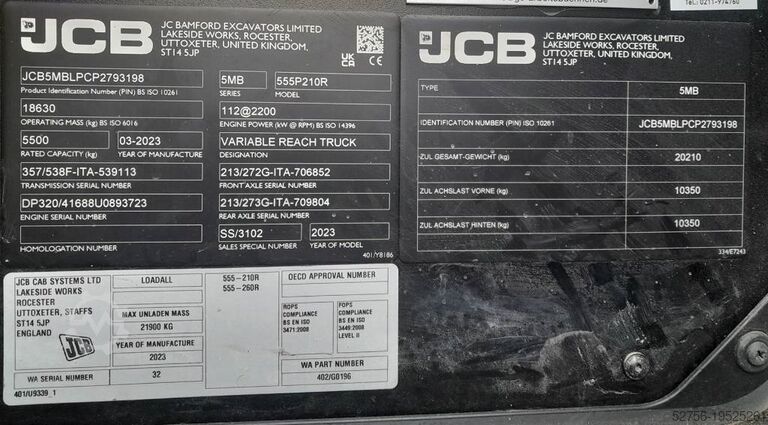 Tel.: 0211-974760
JCB
JC BAMFORD EXCAVATORS LIMITED
LAKESIDE WORKS, ROCESTER,
UTTOXETER, UNITED KINGDOM,
ST14 5JP
UK
CA
CE
JCB5MBLPCP2793198
Product Identification Number (PIN) BS ISO 10261
5MB
SERIES
555P210R
MODEL
18630
OPERATING MASS (kg) BS ISO 6016
112@2200
ENGINE POWER (kW @ RPM) BS ISO 14396
5500
RATED CAPACITY (kg)
03-2023
YEAR OF MANUFACTURE
VARIABLE REACH TRUCK
DESIGNATION
357/538F-ITA-539113
TRANSMISSION SERIAL NUMBER
213/272G-ITA-706852
FRONT AXLE SERIAL NUMBER
DP320/41688U0893723
ENGINE SERIAL NUMBER
213/273G-ITA-709804
REAR AXLE SERIAL NUMBER
HOMOLOGATION NUMBER
SS/3102
SALES SPECIAL NUMBER
2023
YEAR OF MODEL
401/Y8186
JCB
JC BAMFORD EXCAVATORS LIMITED
LAKESIDE WORKS, ROCESTER,
UTTOXETER, UNITED KINGDOM,
ST14 5JP
TYPE
5MB
IDENTIFICATION NUMBER (PIN) ISO 10261
JCB5MBLPCP2793198
ZUL GESAMT-GEWICHT (kg)
20210
ZUL ACHSLAST VORNE (kg)
10350
ZUL ACHSLAST HINTEN (kg)
10350
334/E7243
JCB CAB SYSTEMS LTD
LAKESIDE WORKS
ROCESTER
UTTOXETER, STAFFS
ST14 5JP
ENGLAND
JCB
WA SERIAL NUMBER
401/U9339_1
LOADALL
MAX UNLADEN MASS
21900 KG
YEAR OF MANUFACTURE
2023
32
555-210R
555-260R
OECD APPROVAL NUMBER
ROPS
COMPLIANCE
BS EN ISO
3471:2008
FOPS
COMPLIANCE
BS EN ISO
3449:2008
LEVEL II
WA PART NUMBER
402/G0196
52756-19525261